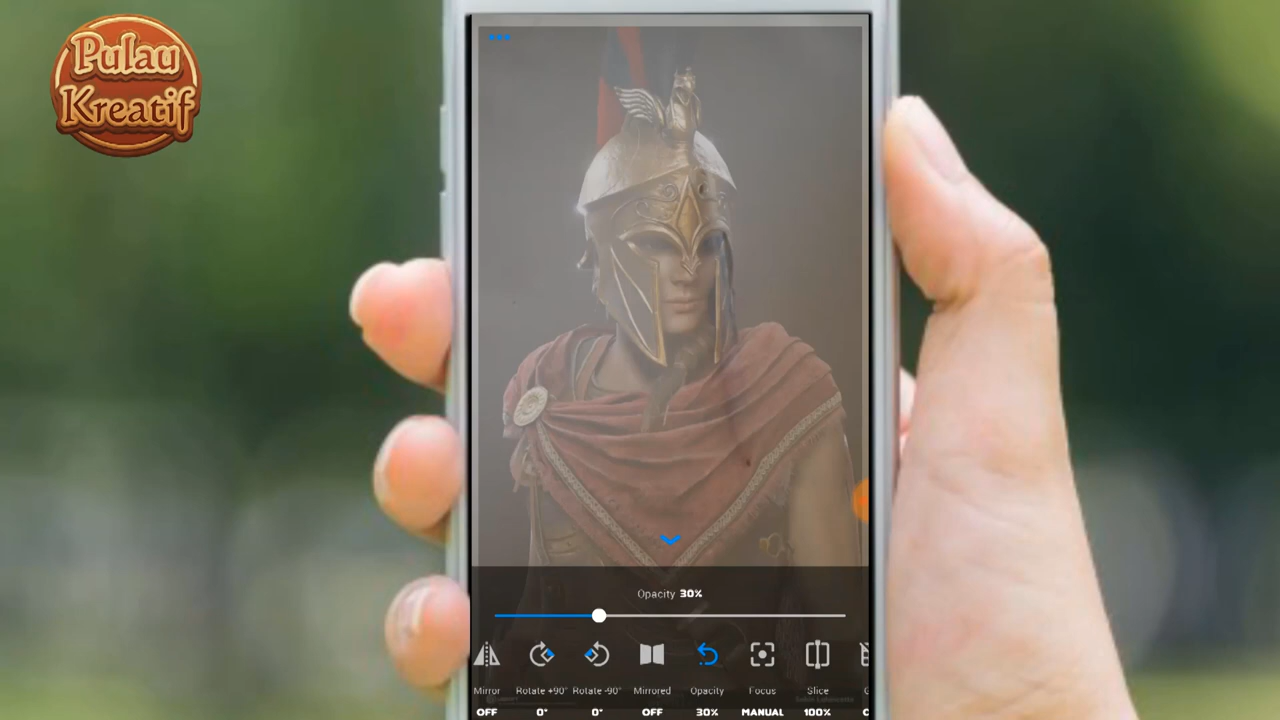 Pulau
Kreatif
Opacity 30%
Mirror Rotate +90° Rotate -90° Mirrored Opacity Focus Slice
OFF 0° 0° OFF 30% MANUAL 100%